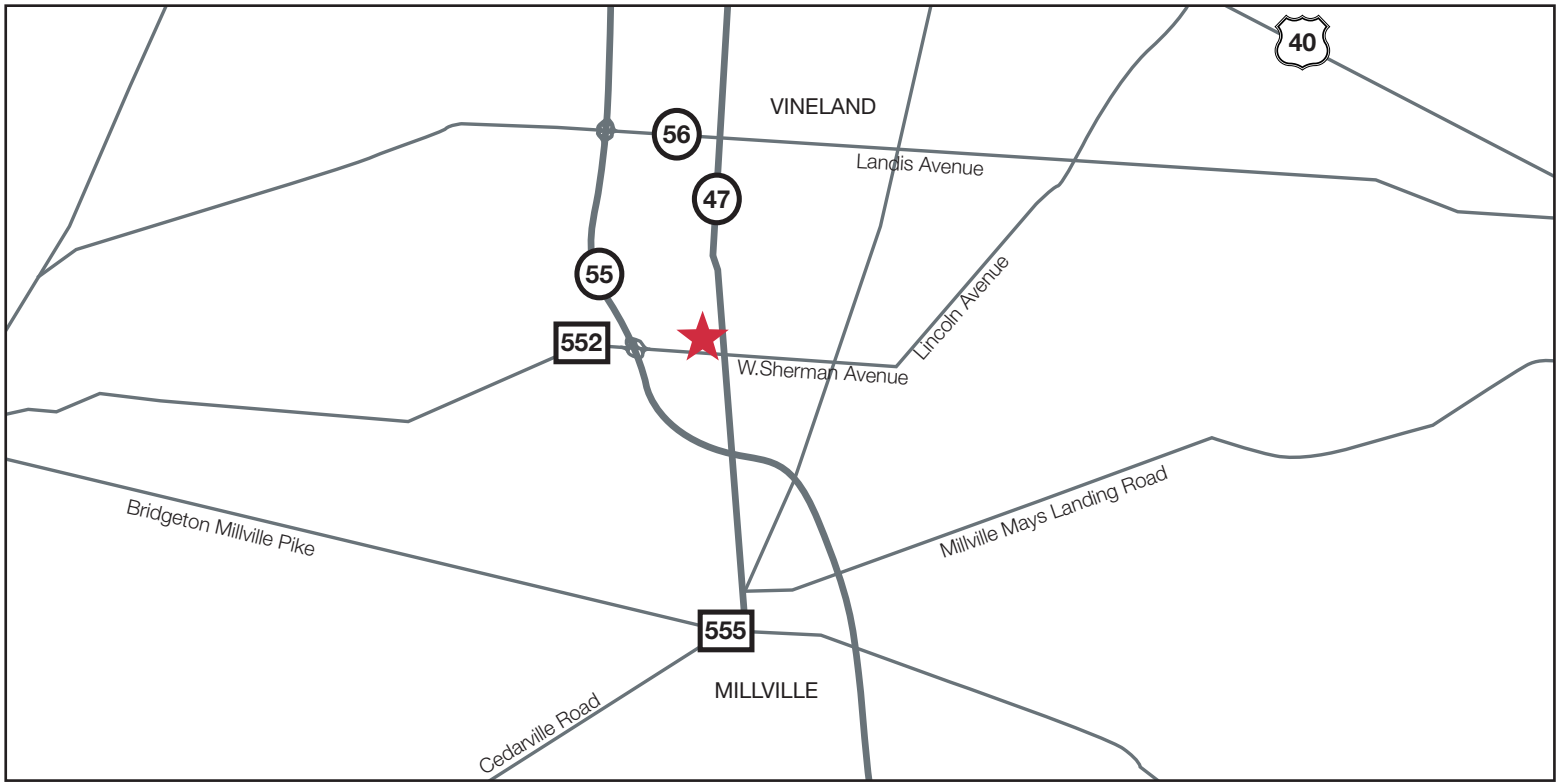 40
VINELAND
56
Landis Avenue
47
55
Lincoln Avenue
552
W.Sherman Avenue
Millville Mays Landing Road
Bridgeton Millville Pike
555
MILLVILLE
Cedarville Road